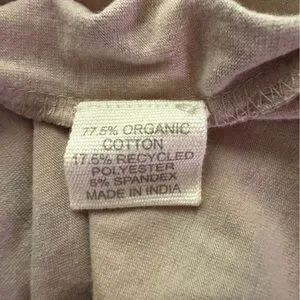 77.5% ORGANIC
COTTON
17.5% RECYCLED
POLYESTER
5% SPANDEX
MADE IN INDIA